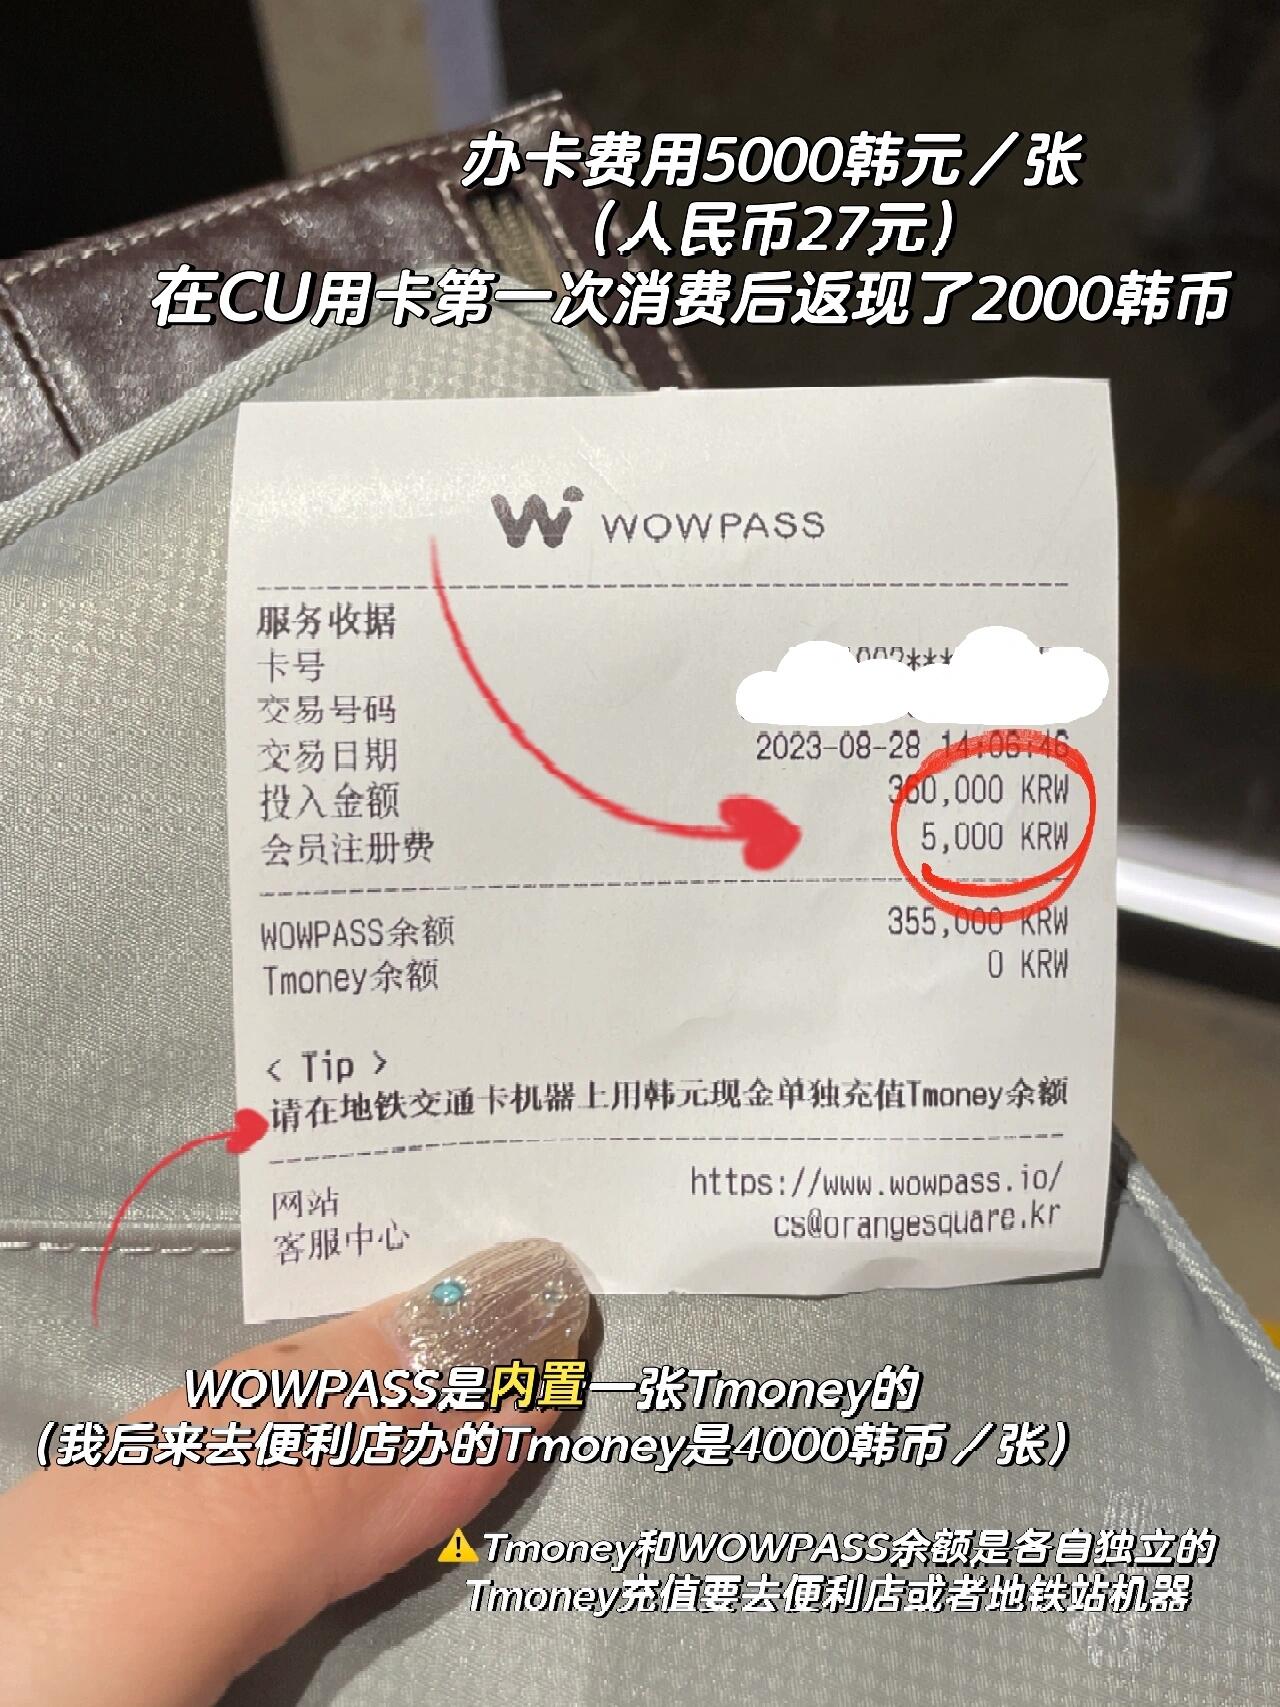 办卡费用5000韩元／张
（人民币27元）
在CU用卡第一次消费后返现了2000韩币
WOWPASS
服务收据
卡号
交易号码
交易日期 2023-08-28 14:06:46
投入金额 360,000 KRW
会员注册费 5,000 KRW
WOWPASS余额 355,000 KRW
Tmoney余额 0 KRW
< Tip >
请在地铁交通卡机器上用韩元现金单独充值Tmoney余额
网站 https://www.wowpass.io/
客服中心 cs@orangesquare.kr
WOWPASS是内置一张Tmoney的
（我后来去便利店办的Tmoney是4000韩币／张）
⚠Tmoney和WOWPASS余额是各自独立的
Tmoney充值要去便利店或者地铁站机器